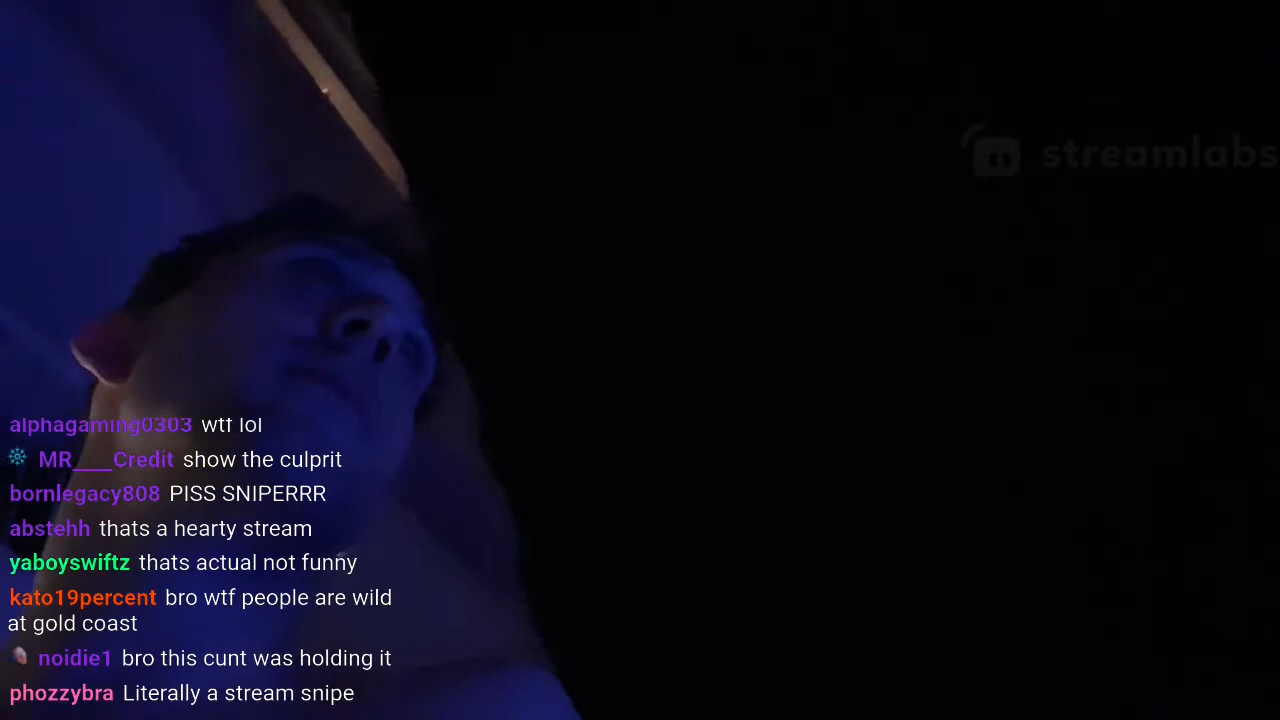 streamlabs
alphagaming0303 wtf lol
MR____Credit show the culprit
bornlegacy808 PISS SNIPERRR
abstehh thats a hearty stream
yaboyswiftz thats actual not funny
kato19percent bro wtf people are wild
at gold coast
noidie1 bro this cunt was holding it
phozzybra Literally a stream snipe